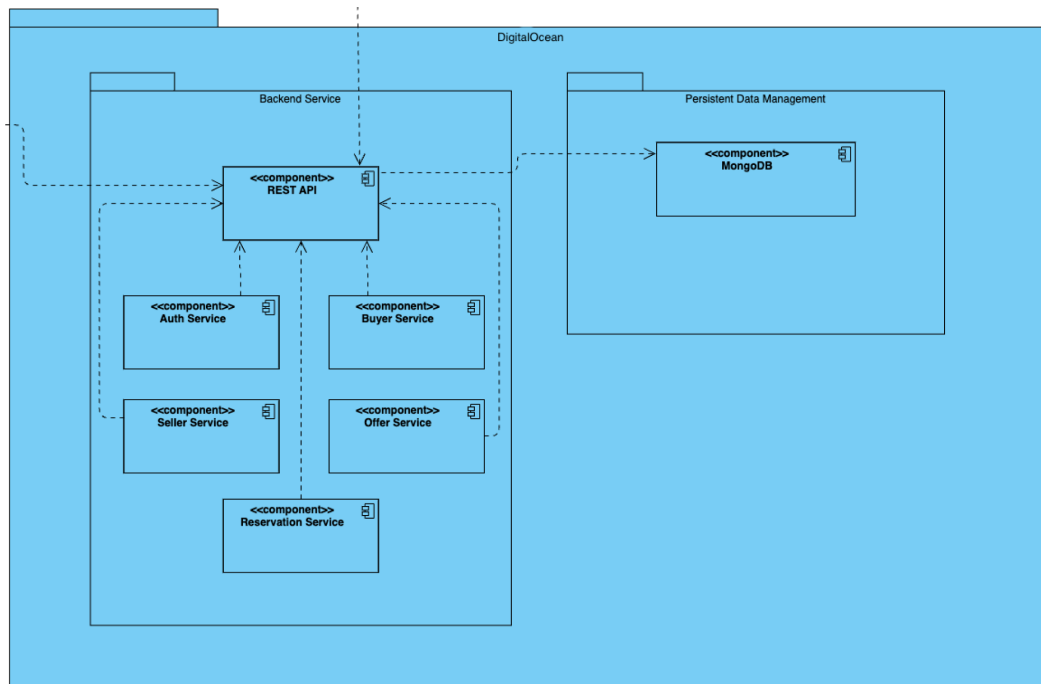 DigitalOcean
Backend Service
Persistent Data Management
<<component>>
MongoDB
<<component>>
REST API
<<component>>
Auth Service
<<component>>
Buyer Service
<<component>>
Seller Service
<<component>>
Offer Service
<<component>>
Reservation Service